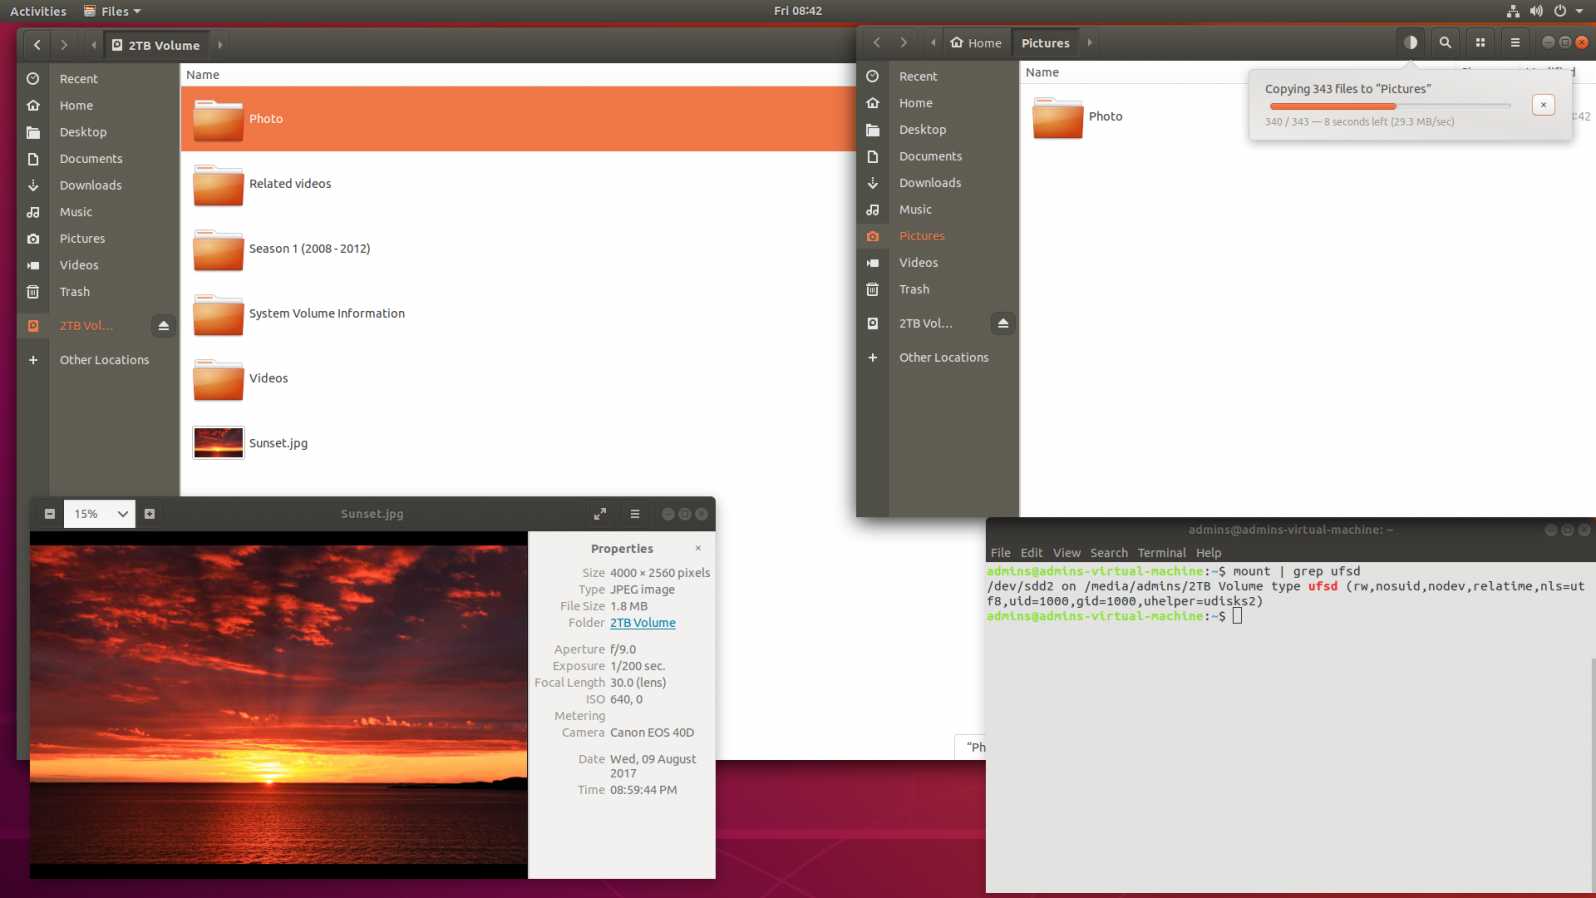 Activities Files Fri 08:42
2TB Volume
Recent
Home
Desktop
Documents
Downloads
Music
Pictures
Videos
Trash
2TB Vol...
Other Locations
Name
Photo
Related videos
Season 1 (2008 - 2012)
System Volume Information
Videos
Sunset.jpg
"Ph
Home Pictures
Recent
Home
Desktop
Documents
Downloads
Music
Pictures
Videos
Trash
2TB Vol...
Other Locations
Name
Photo
:42
Copying 343 files to "Pictures"
340 / 343 — 8 seconds left (29.3 MB/sec)
15% Sunset.jpg
Properties
Size 4000 × 2560 pixels
Type JPEG image
File Size 1.8 MB
Folder 2TB Volume
Aperture f/9.0
Exposure 1/200 sec.
Focal Length 30.0 (lens)
ISO 640, 0
Metering
Camera Canon EOS 40D
Date Wed, 09 August
2017
Time 08:59:44 PM
admins@admins-virtual-machine: ~
File Edit View Search Terminal Help
admins@admins-virtual-machine:~$ mount | grep ufsd
/dev/sdd2 on /media/admins/2TB Volume type ufsd (rw,nosuid,nodev,relatime,nls=ut
f8,uid=1000,gid=1000,uhelper=udisks2)
admins@admins-virtual-machine:~$